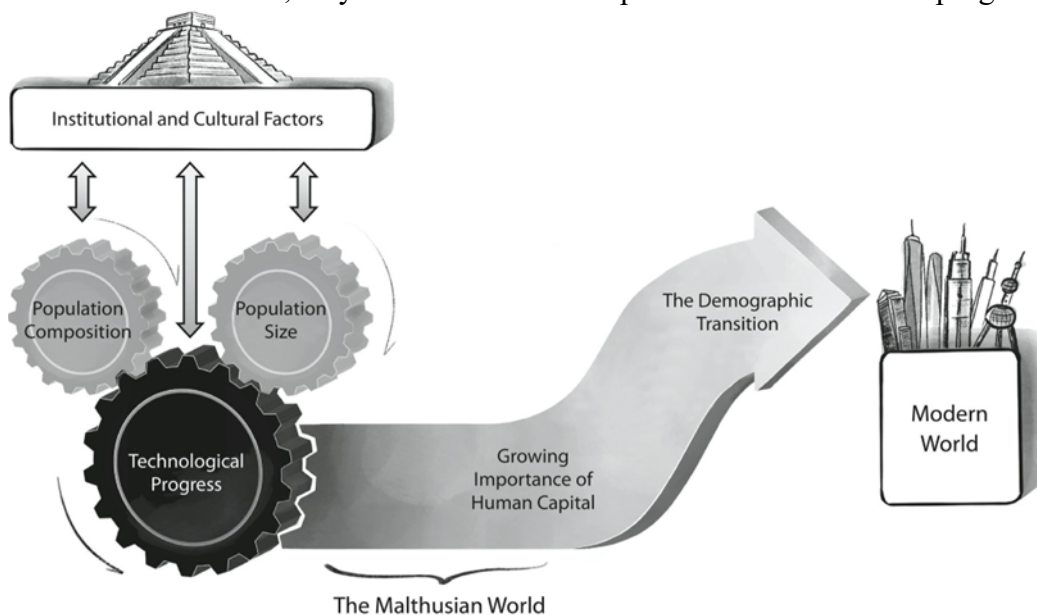 Institutional and Cultural Factors
Population
Composition
Population
Size
The Demographic
Transition
Modern
World
Technological
Progress
Growing
Importance of
Human Capital
The Malthusian World